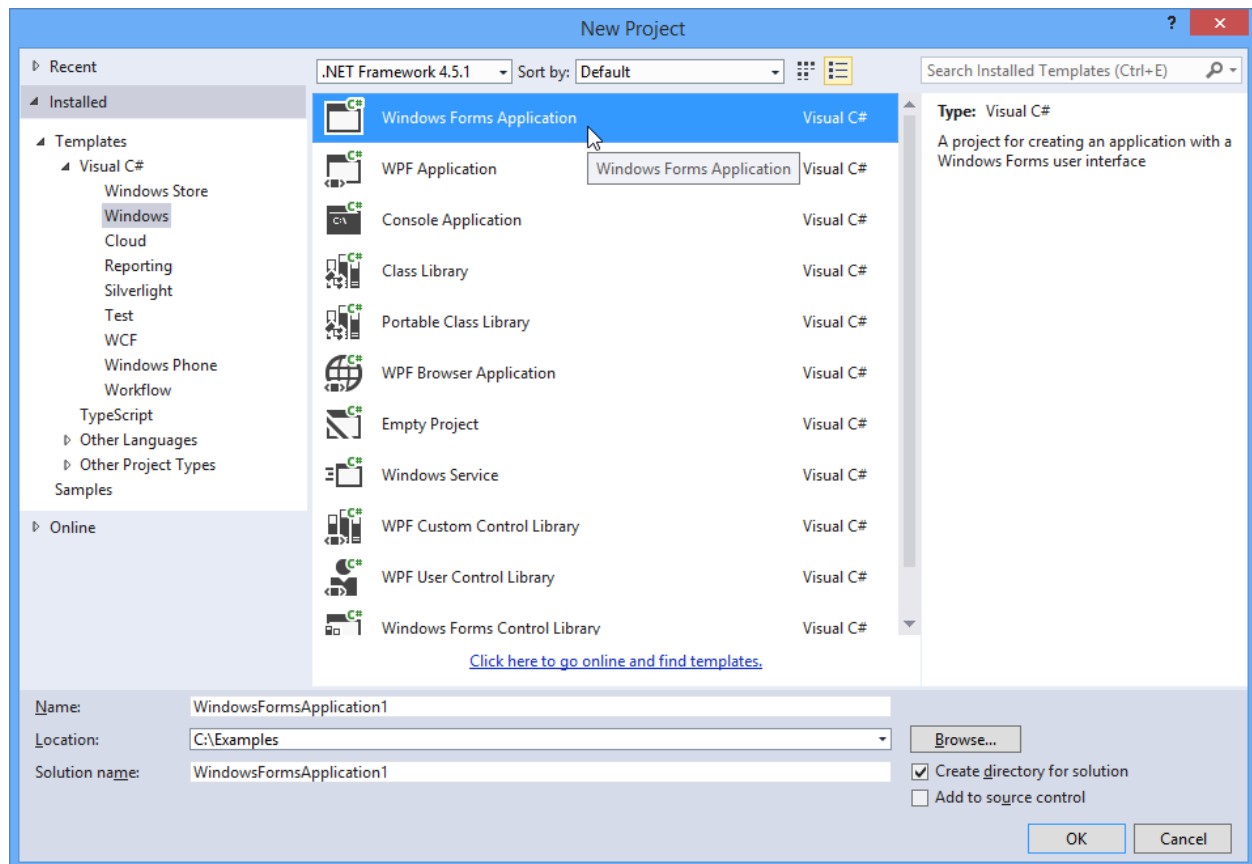 New Project
? ×
Recent
Installed
Templates
Visual C#
Windows Store
Windows
Cloud
Reporting
Silverlight
Test
WCF
Windows Phone
Workflow
TypeScript
Other Languages
Other Project Types
Samples
Online
.NET Framework 4.5.1 Sort by: Default
Search Installed Templates (Ctrl+E)
C# Windows Forms Application Visual C#
Windows Forms Application
C# WPF Application Visual C#
C# C:\ Console Application Visual C#
C# Class Library Visual C#
C# Portable Class Library Visual C#
C# WPF Browser Application Visual C#
C# Empty Project Visual C#
C# Windows Service Visual C#
C# WPF Custom Control Library Visual C#
C# WPF User Control Library Visual C#
C# Windows Forms Control Library Visual C#
Click here to go online and find templates.
Type: Visual C#
A project for creating an application with a
Windows Forms user interface
Name: WindowsFormsApplication1
Location: C:\Examples Browse...
Solution name: WindowsFormsApplication1
Create directory for solution
Add to source control
OK Cancel